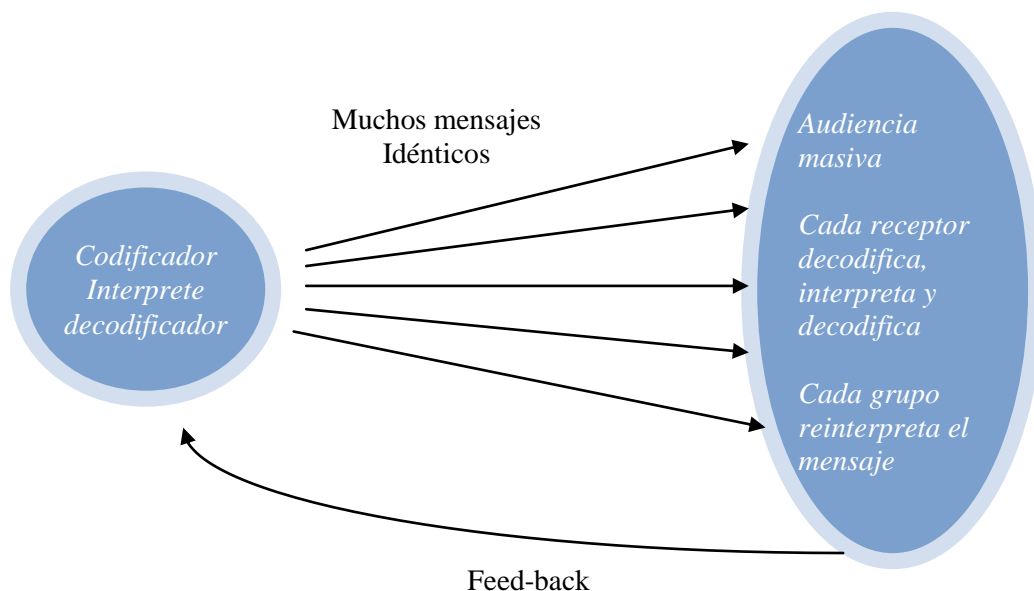 Muchos mensajes
Idénticos
Codificador
Interprete
decodificador
Audiencia
masiva
Cada receptor
decodifica,
interpreta y
decodifica
Cada grupo
reinterpreta el
mensaje
Feed-back